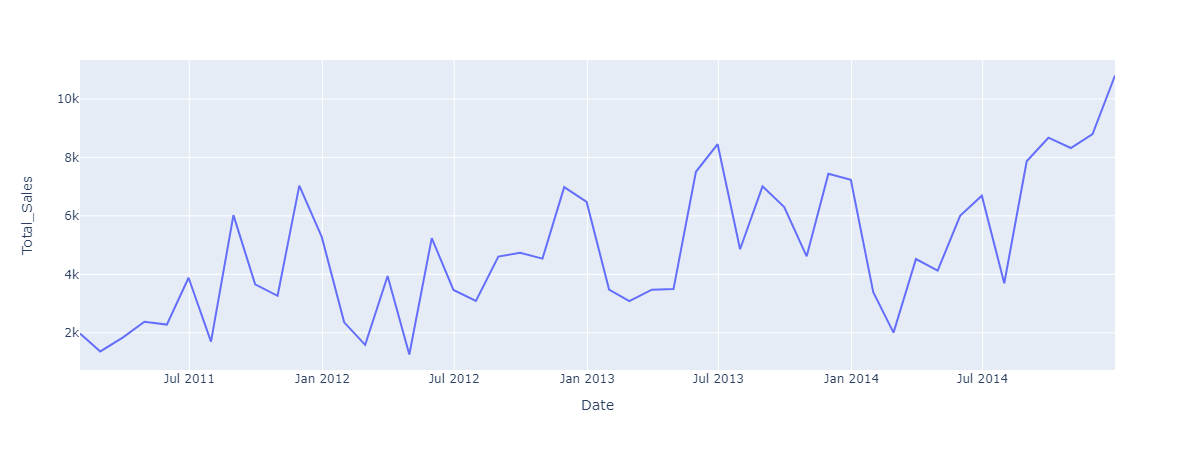 10k
8k
6k
4k
2k
Total_Sales
Jul 2011
Jan 2012
Jul 2012
Jan 2013
Jul 2013
Jan 2014
Jul 2014
Date